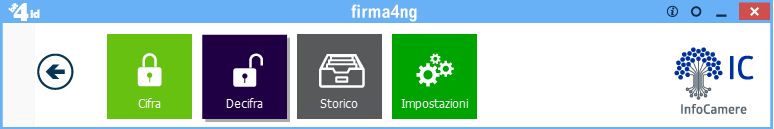 4id
firma4ng
Cifra
Decifra
Storico
Impostazioni
IC
InfoCamere